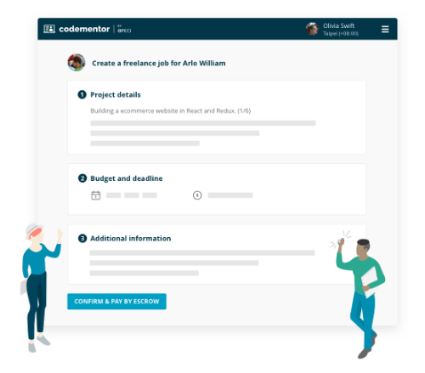 codementor | BY ARC()
Olivia Swift
Taipei (+08:00)
Create a freelance job for Arle William
1 Project details
Building a ecommerce website in React and Redux. (1/6)
2 Budget and deadline
3 Additional information
CONFIRM & PAY BY ESCROW